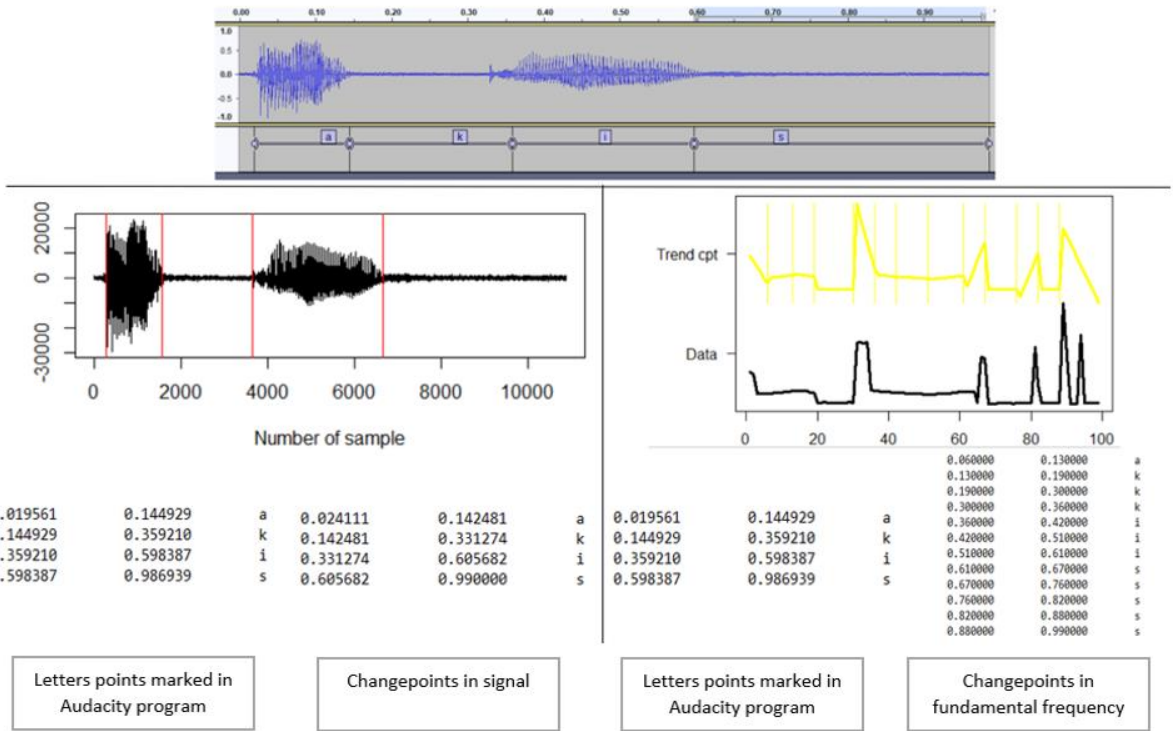 0.00 0.10 0.20 0.30 0.40 0.50 0.60 0.70 0.80 0.90
1.0
0.5
0.0
-0.5
-1.0
a k i s
20000
0
-30000
0 2000 4000 6000 8000 10000
Number of sample
Trend cpt
Data
0 20 40 60 80 100
.019561 0.144929 a
.144929 0.359210 k
.359210 0.598387 i
.598387 0.986939 s
0.024111 0.142481 a
0.142481 0.331274 k
0.331274 0.605682 i
0.605682 0.990000 s
0.019561 0.144929 a
0.144929 0.359210 k
0.359210 0.598387 i
0.598387 0.986939 s
0.060000 0.130000 a
0.130000 0.190000 k
0.190000 0.300000 k
0.300000 0.360000 k
0.360000 0.420000 i
0.420000 0.510000 i
0.510000 0.610000 i
0.610000 0.670000 s
0.670000 0.760000 s
0.760000 0.820000 s
0.820000 0.880000 s
0.880000 0.990000 s
Letters points marked in
Audacity program
Changepoints in signal
Letters points marked in
Audacity program
Changepoints in
fundamental frequency